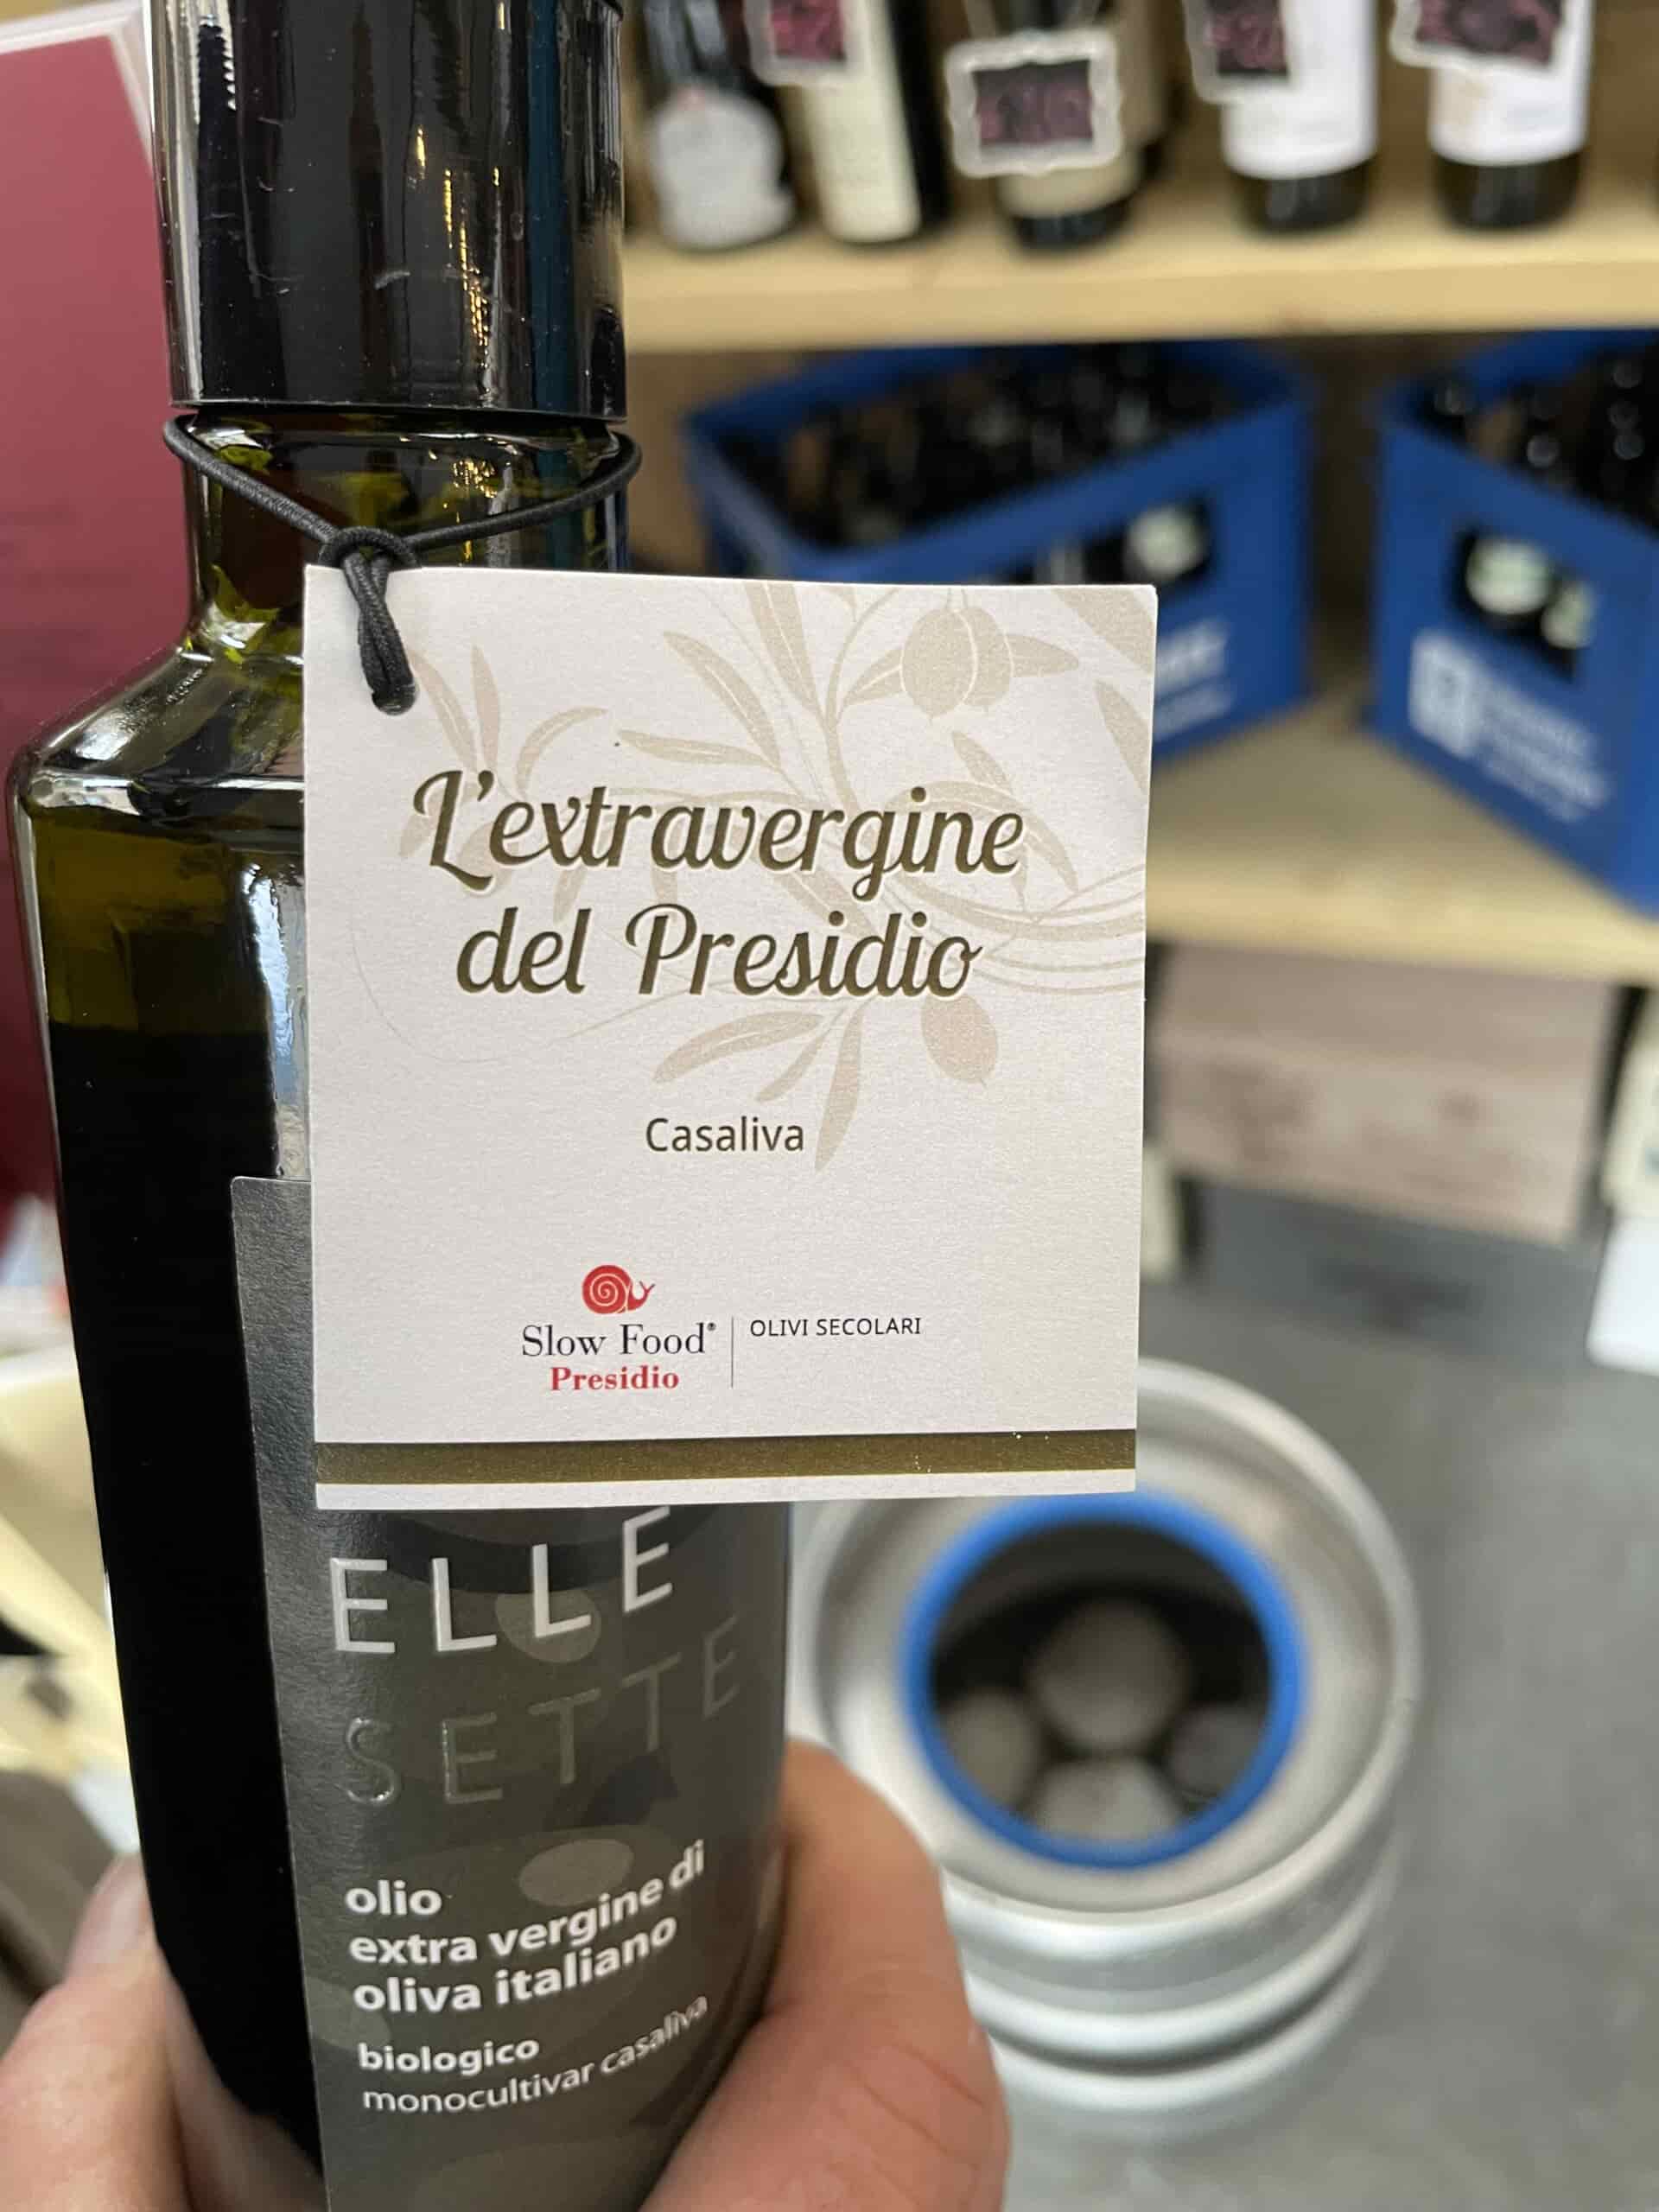 L'extravergine
del Presidio
Casaliva
Slow Food®
Presidio
OLIVI SECOLARI
ELLE
SETTE
olio
extra vergine di
oliva italiano
biologico
monocultivar casaliva